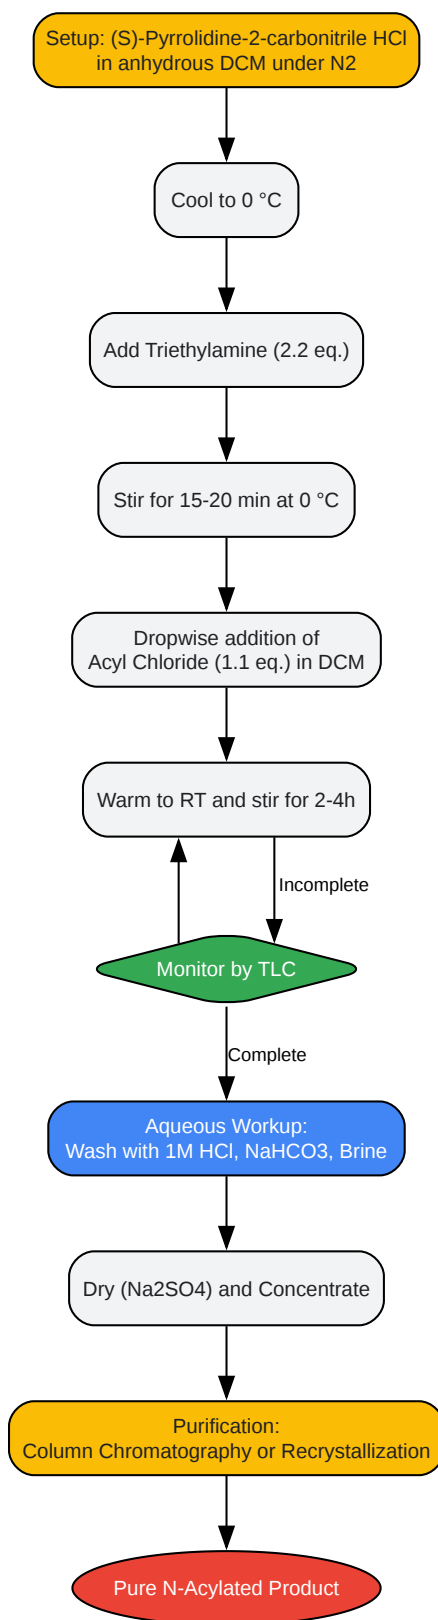 Setup: (S)-Pyrrolidine-2-carbonitrile HCl
in anhydrous DCM under N2
Cool to 0 °C
Add Triethylamine (2.2 eq.)
Stir for 15-20 min at 0 °C
Dropwise addition of
Acyl Chloride (1.1 eq.) in DCM
Warm to RT and stir for 2-4h
Incomplete
Monitor by TLC
Complete
Aqueous Workup:
Wash with 1M HCl, NaHCO3, Brine
Dry (Na2SO4) and Concentrate
Purification:
Column Chromatography or Recrystallization
Pure N-Acylated Product